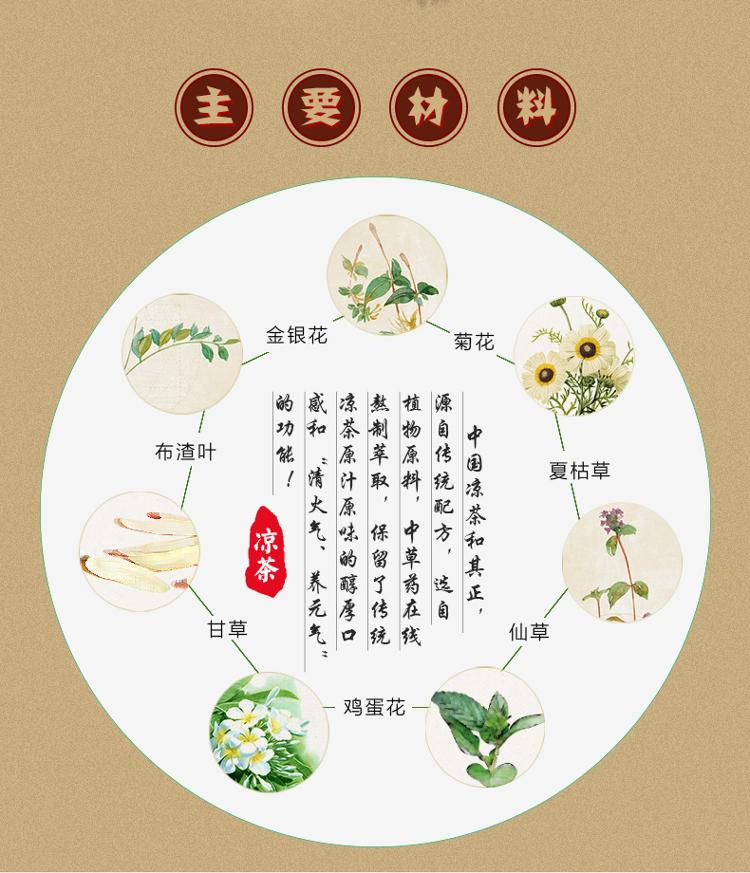 主要材料
金银花
菊花
布渣叶
夏枯草
甘草
仙草
鸡蛋花
中国凉茶和其正，
源自传统配方，选自
植物原料，中草药在线
熬制萃取，保留了传统
凉茶原汁原味的醇厚口
感和“清火气、养元气”
的功能！
凉茶